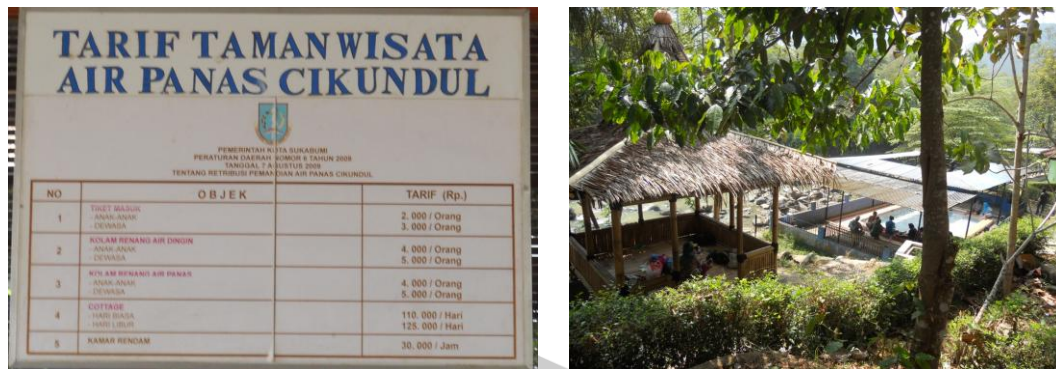 TARIF TAMAN WISATA
AIR PANAS CIKUNDUL
PEMERINTAH KOTA SUKABUMI
PERATURAN DAERAH NOMOR 6 TAHUN 2009
TANGGAL 7 AGUSTUS 2009
TENTANG RETRIBUSI PEMANDIAN AIR PANAS CIKUNDUL
NO OBJEK TARIF (Rp.)
1 TIKET MASUK
- ANAK-ANAK 2. 000 / Orang
- DEWASA 3. 000 / Orang
2 KOLAM RENANG AIR DINGIN
- ANAK-ANAK 4. 000 / Orang
- DEWASA 5. 000 / Orang
3 KOLAM RENANG AIR PANAS
- ANAK-ANAK 4. 000 / Orang
- DEWASA 5. 000 / Orang
4 COTTAGE
- HARI BIASA 110. 000 / Hari
- HARI LIBUR 125. 000 / Hari
5 KAMAR RENDAM 30. 000 / Jam